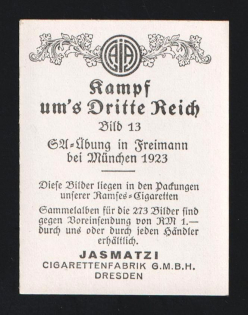 Kampf
um's Dritte Reich
Bild 13
SA-Übung in Freimann
bei München 1923
Diese Bilder liegen in den Packungen
unserer Ramses-Cigaretten
Sammelalben für die 273 Bilder sind
gegen Voreinsendung von RM 1.—
durch uns oder durch jeden Händler
erhältlich.
JASMATZI
CIGARETTENFABRIK G.M.B.H.
DRESDEN